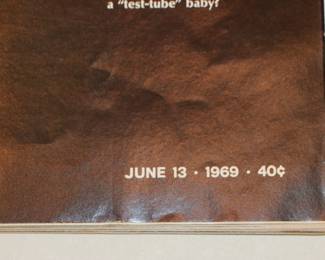 a "test-tube" baby?
JUNE 13 · 1969 · 40¢